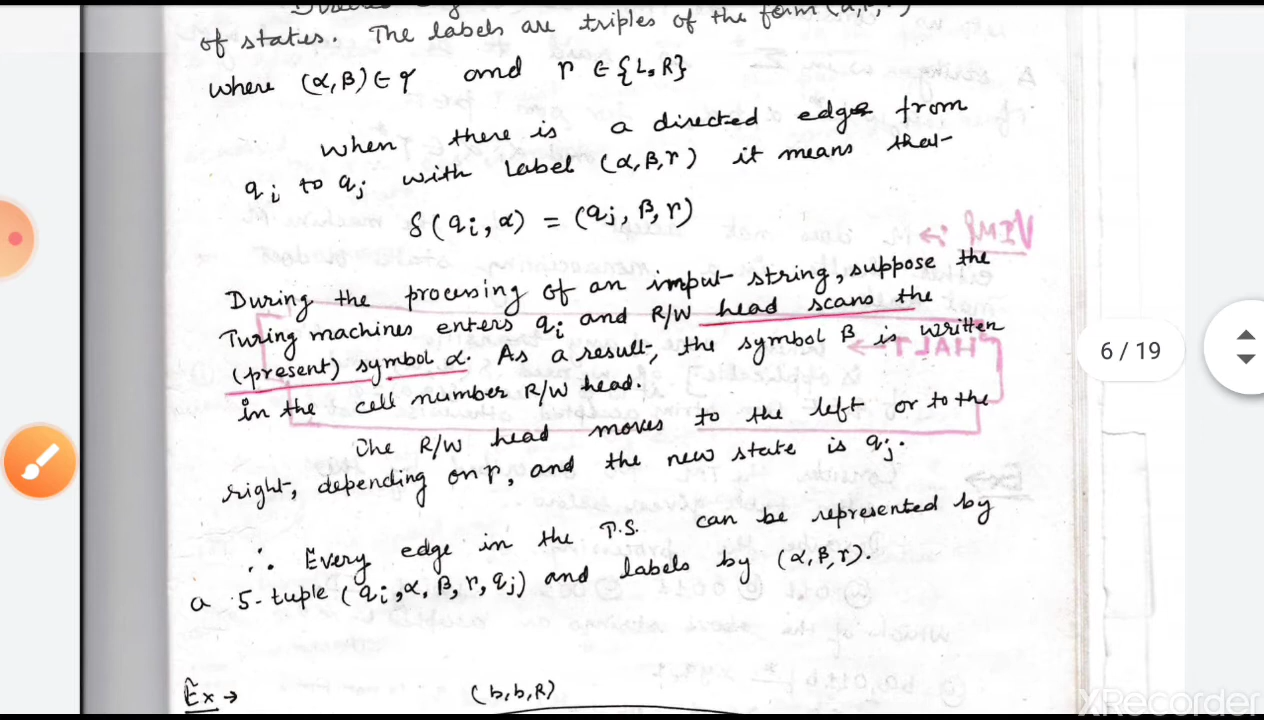 of states. The labels are triples of the form (α,β,r)
where (α,β) ∈ γ and r ∈ {L,R}
When there is a directed edge from
qi to qj with label (α,β,r) it means that
δ(qi,α) = (qj,β,r)
During the processing of an input string, suppose the
Turing machines enters qi and R/W head scans the
(present) symbol α. As a result, the symbol β is written
in the cell number R/W head.
The R/W head moves to the left or to the
right, depending on r, and the new state is qj.
∴ Every edge in the T.S. can be represented by
a 5-tuple (qi,α,β,r,qj) and labels by (α,β,r).
Ex →
(b,b,R)
6 / 19
XRecorder